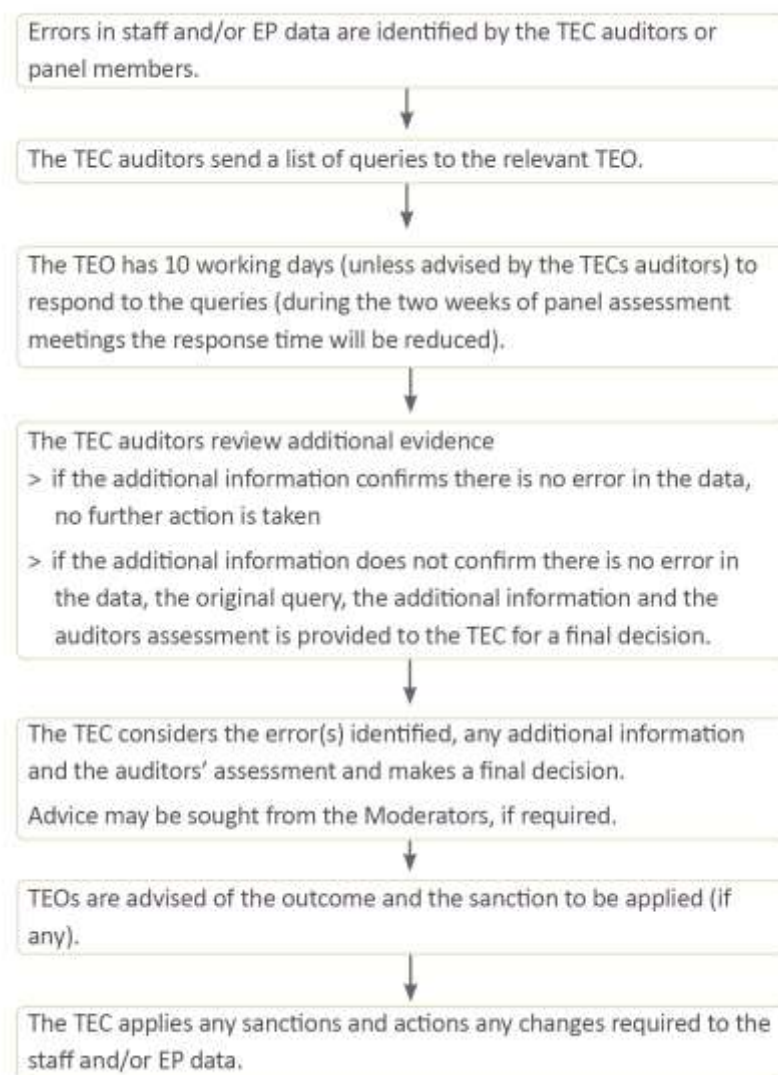 Errors in staff and/or EP data are identified by the TEC auditors or
panel members.
The TEC auditors send a list of queries to the relevant TEO.
The TEO has 10 working days (unless advised by the TECs auditors) to
respond to the queries (during the two weeks of panel assessment
meetings the response time will be reduced).
The TEC auditors review additional evidence
> if the additional information confirms there is no error in the data,
no further action is taken
> if the additional information does not confirm there is no error in
the data, the original query, the additional information and the
auditors assessment is provided to the TEC for a final decision.
The TEC considers the error(s) identified, any additional information
and the auditors' assessment and makes a final decision.
Advice may be sought from the Moderators, if required.
TEOs are advised of the outcome and the sanction to be applied (if
any).
The TEC applies any sanctions and actions any changes required to the
staff and/or EP data.